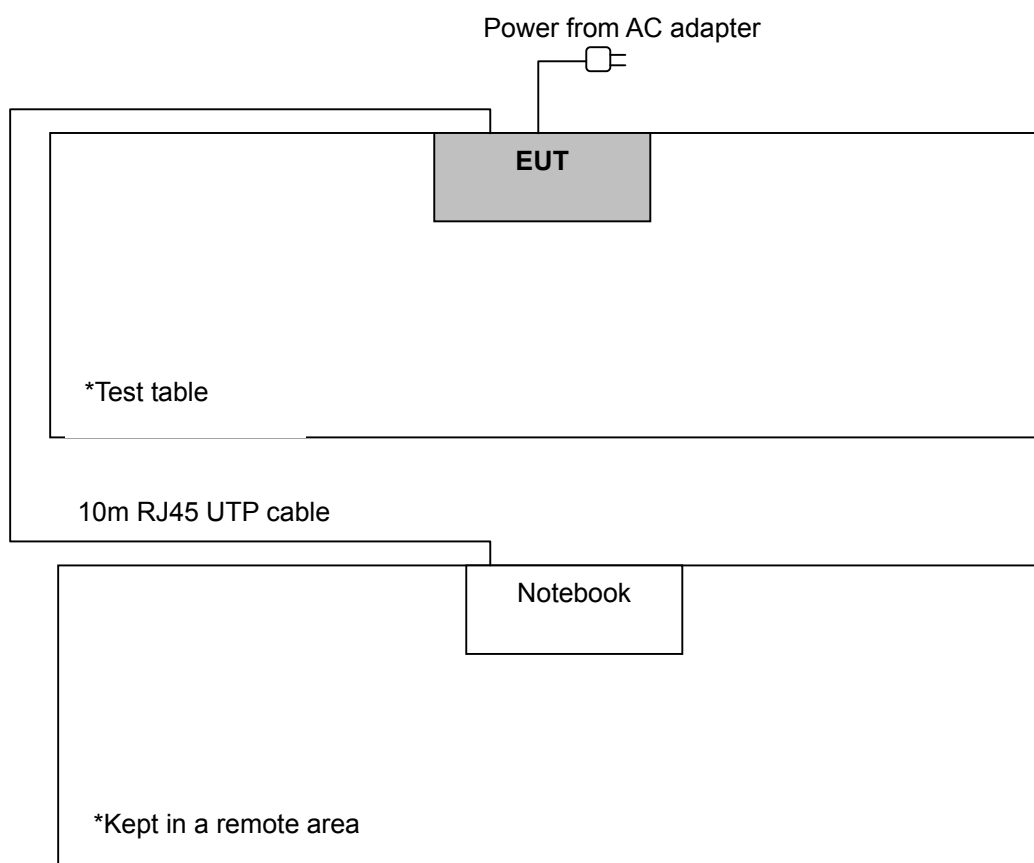 Power from AC adapter
EUT
*Test table
10m RJ45 UTP cable
Notebook
*Kept in a remote area